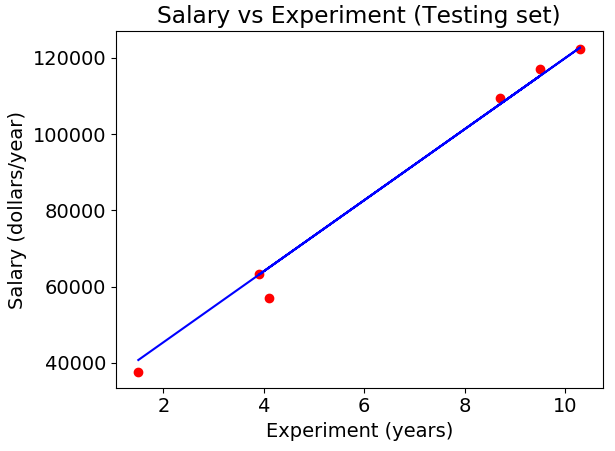 Salary vs Experiment (Testing set)
120000
100000
80000
60000
40000
Salary (dollars/year)
2 4 6 8 10
Experiment (years)